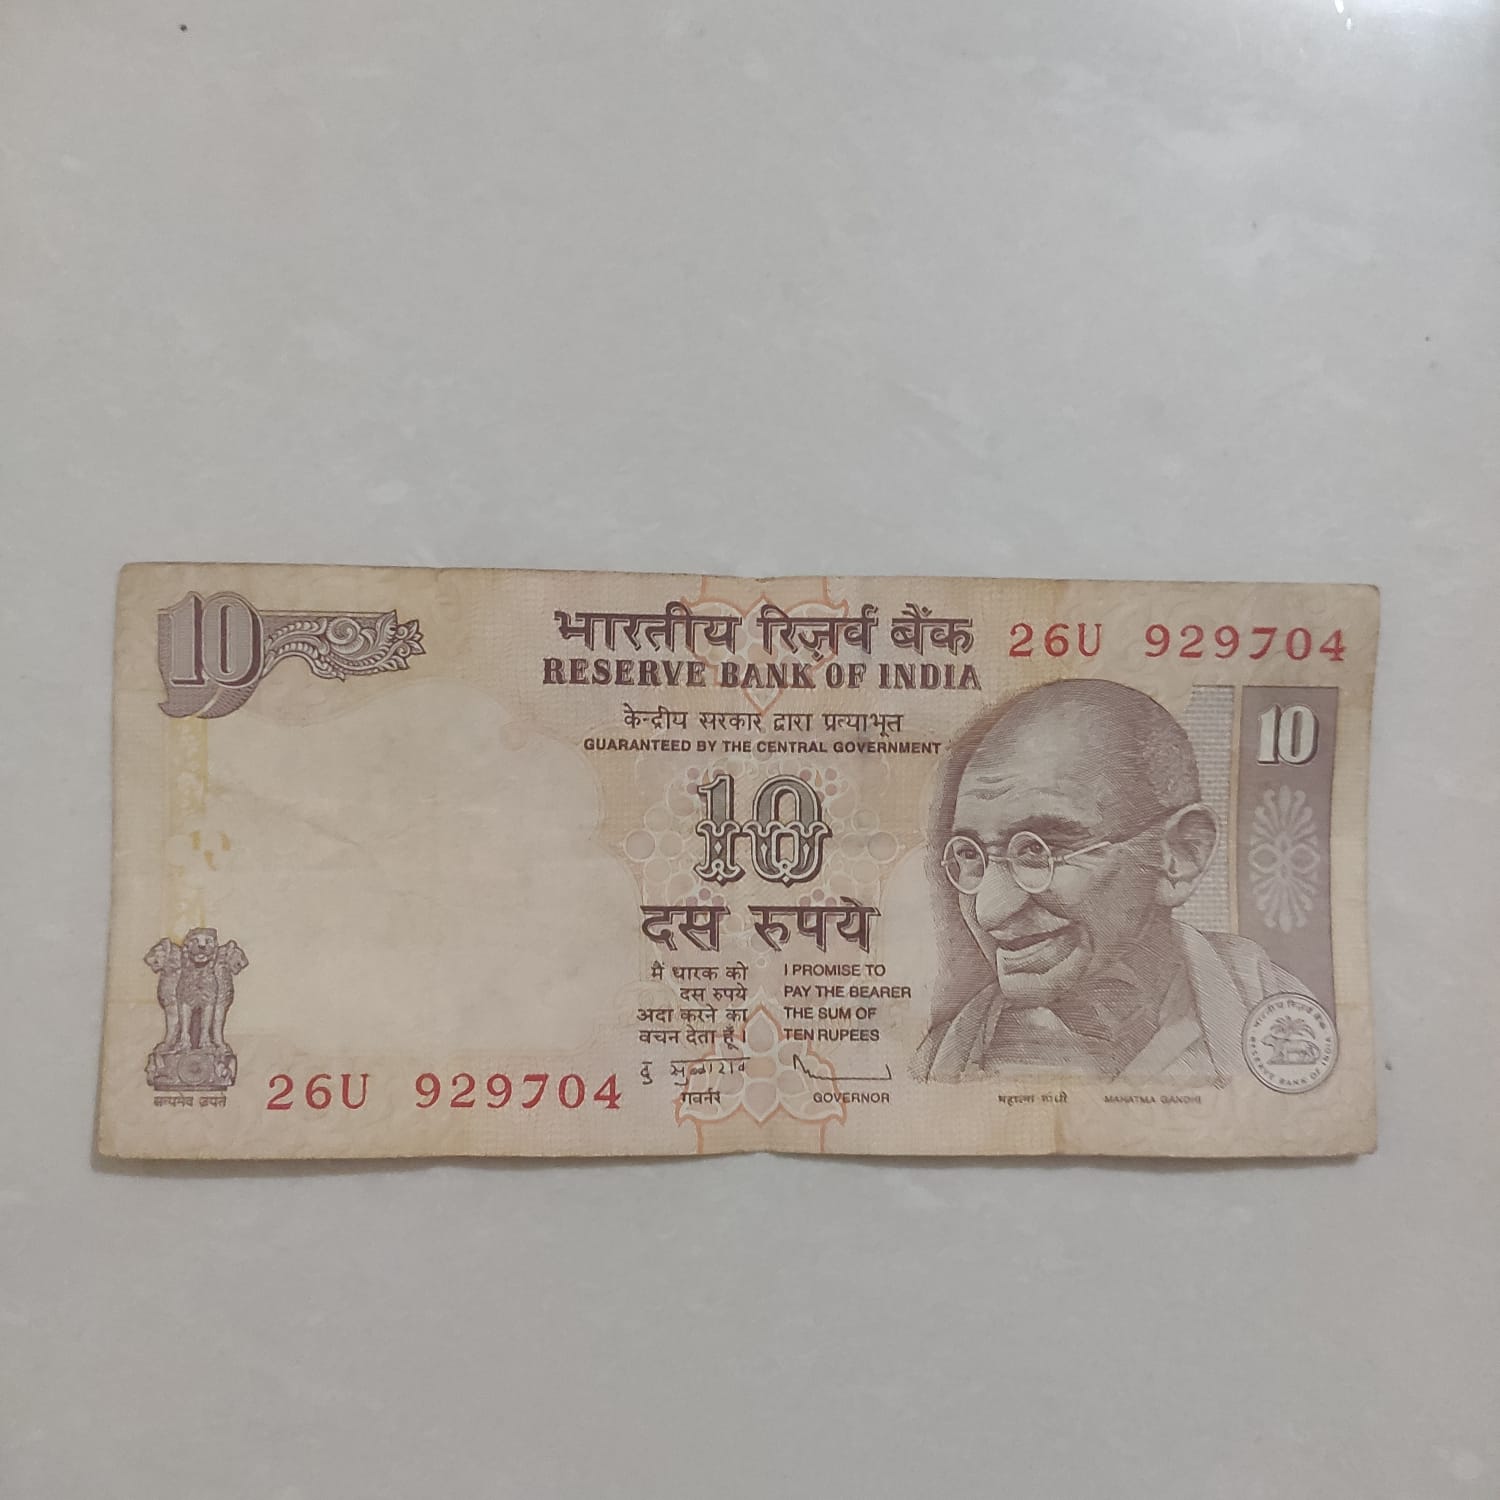 10
भारतीय रिज़र्व बैंक
RESERVE BANK OF INDIA
26U 929704
केन्द्रीय सरकार द्वारा प्रत्याभूत
GUARANTEED BY THE CENTRAL GOVERNMENT
10
10
दस रुपये
मैं धारक को
दस रुपये
अदा करने का
वचन देता हूँ।
I PROMISE TO
PAY THE BEARER
THE SUM OF
TEN RUPEES
गवर्नर
GOVERNOR
सत्यमेव जयते
26U 929704
महात्मा गांधी
MAHATMA GANDHI
भारतीय रिज़र्व बैंक
RESERVE BANK OF INDIA